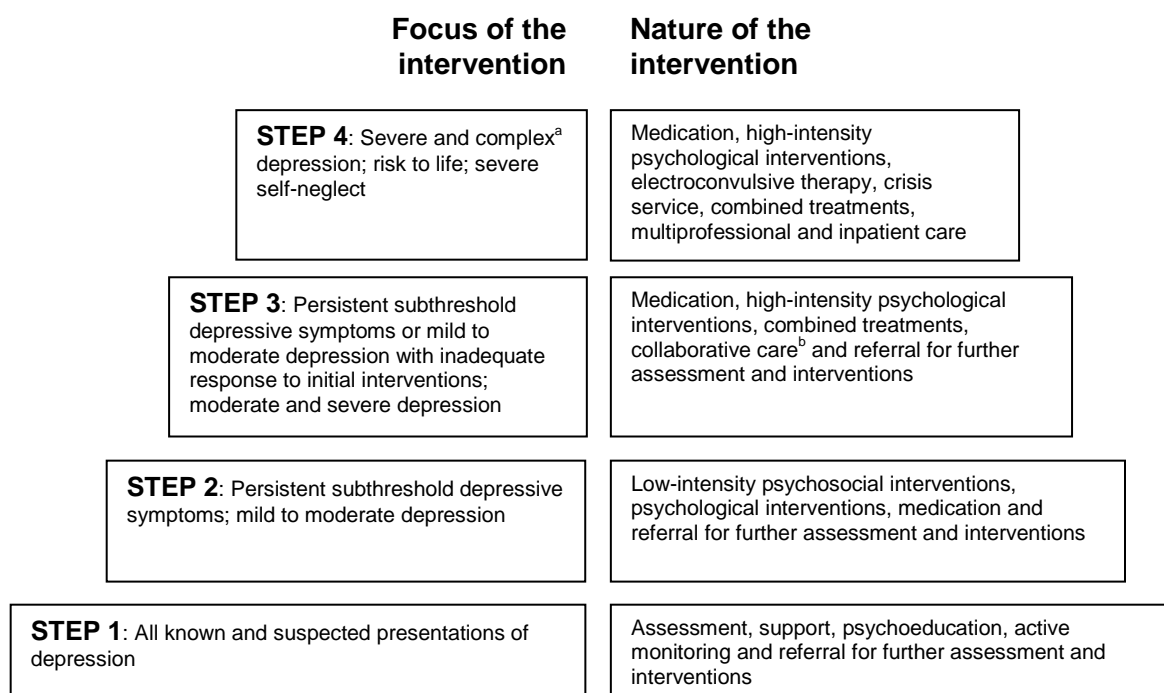 Focus of the
intervention
Nature of the
intervention
STEP 4: Severe and complexᵃ
depression; risk to life; severe
self-neglect
Medication, high-intensity
psychological interventions,
electroconvulsive therapy, crisis
service, combined treatments,
multiprofessional and inpatient care
STEP 3: Persistent subthreshold
depressive symptoms or mild to
moderate depression with inadequate
response to initial interventions;
moderate and severe depression
Medication, high-intensity psychological
interventions, combined treatments,
collaborative careᵇ and referral for further
assessment and interventions
STEP 2: Persistent subthreshold depressive
symptoms; mild to moderate depression
Low-intensity psychosocial interventions,
psychological interventions, medication and
referral for further assessment and interventions
STEP 1: All known and suspected presentations of
depression
Assessment, support, psychoeducation, active
monitoring and referral for further assessment and
interventions